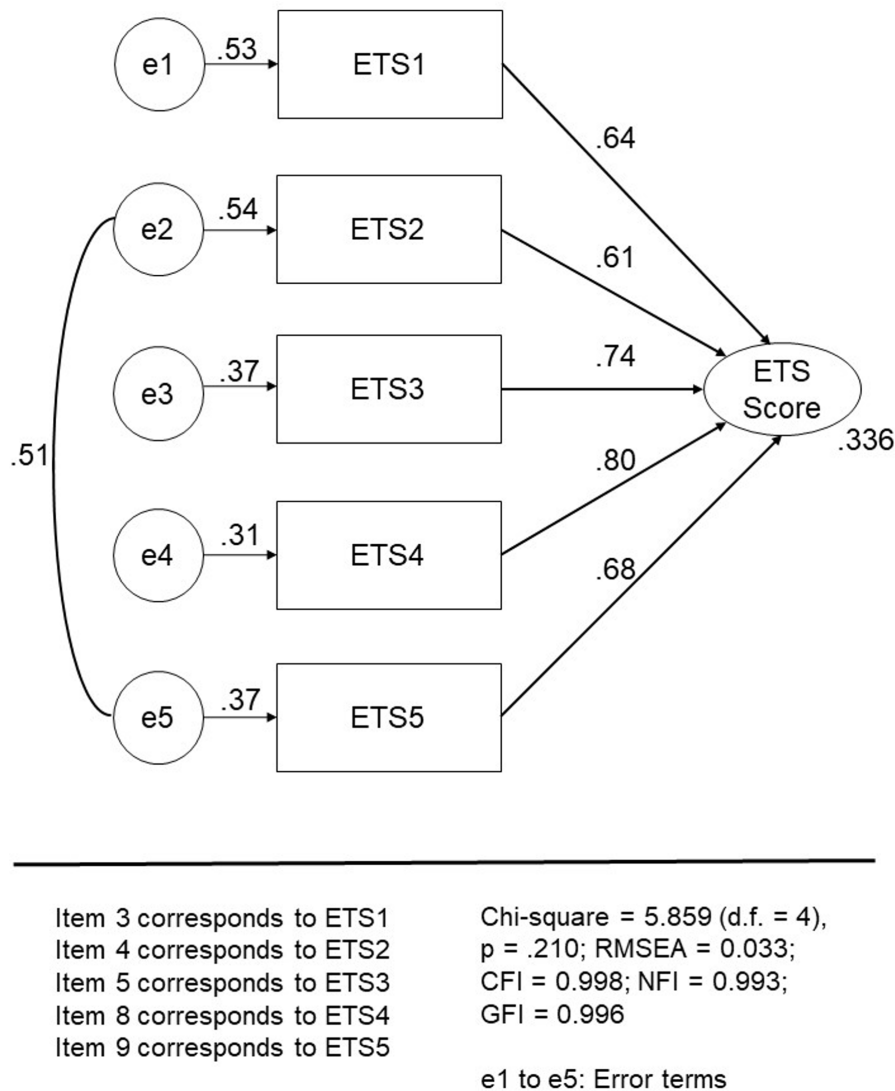 e1
.53
ETS1
.64
e2
.54
ETS2
.61
e3
.37
ETS3
.74
ETS
Score
.336
.51
.80
e4
.31
ETS4
.68
e5
.37
ETS5
Item 3 corresponds to ETS1
Item 4 corresponds to ETS2
Item 5 corresponds to ETS3
Item 8 corresponds to ETS4
Item 9 corresponds to ETS5
Chi-square = 5.859 (d.f. = 4),
p = .210; RMSEA = 0.033;
CFI = 0.998; NFI = 0.993;
GFI = 0.996
e1 to e5: Error terms